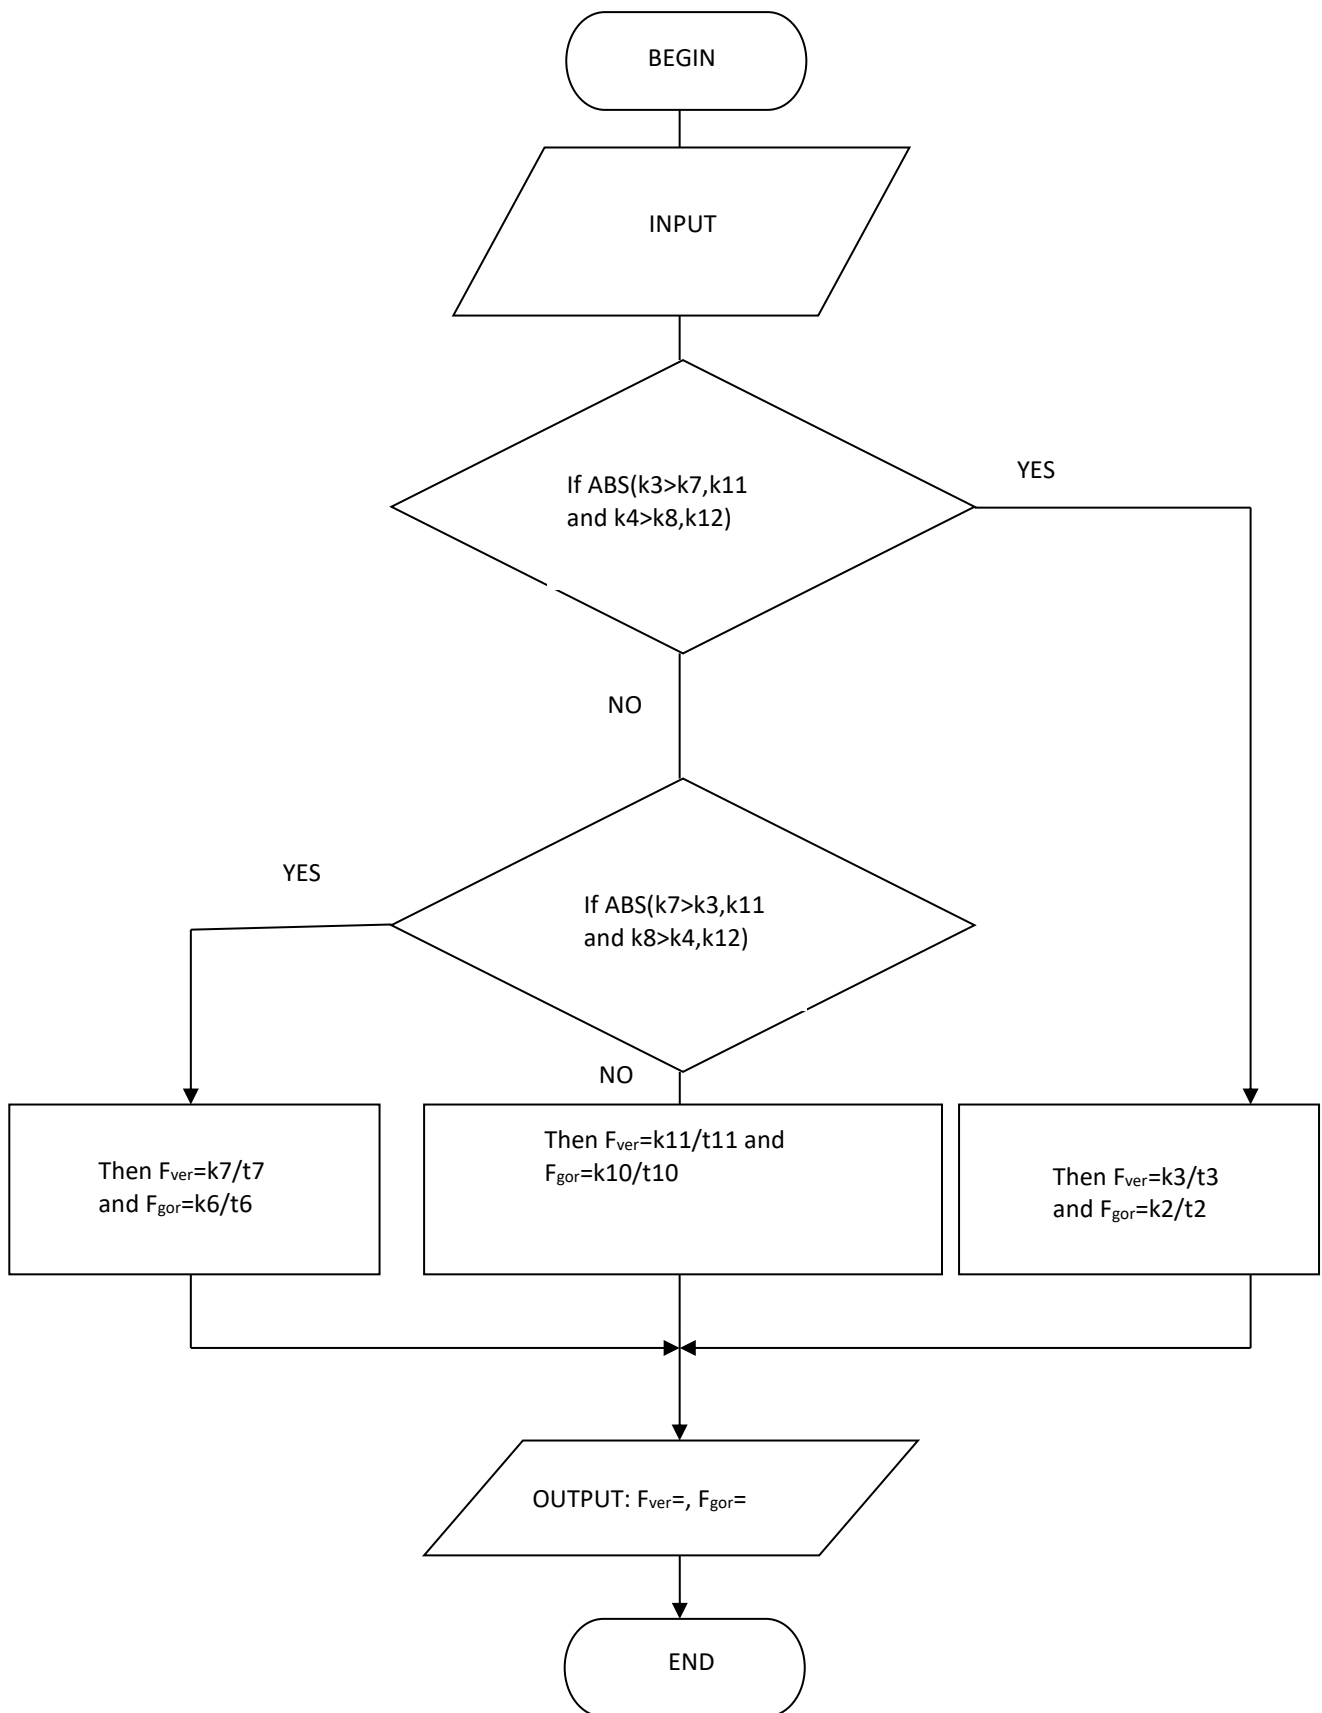 BEGIN
INPUT
If ABS(k3>k7,k11
and k4>k8,k12)
YES
NO
YES
If ABS(k7>k3,k11
and k8>k4,k12)
NO
Then Fver=k7/t7
and Fgor=k6/t6
Then Fver=k11/t11 and
Fgor=k10/t10
Then Fver=k3/t3
and Fgor=k2/t2
OUTPUT: Fver=, Fgor=
END